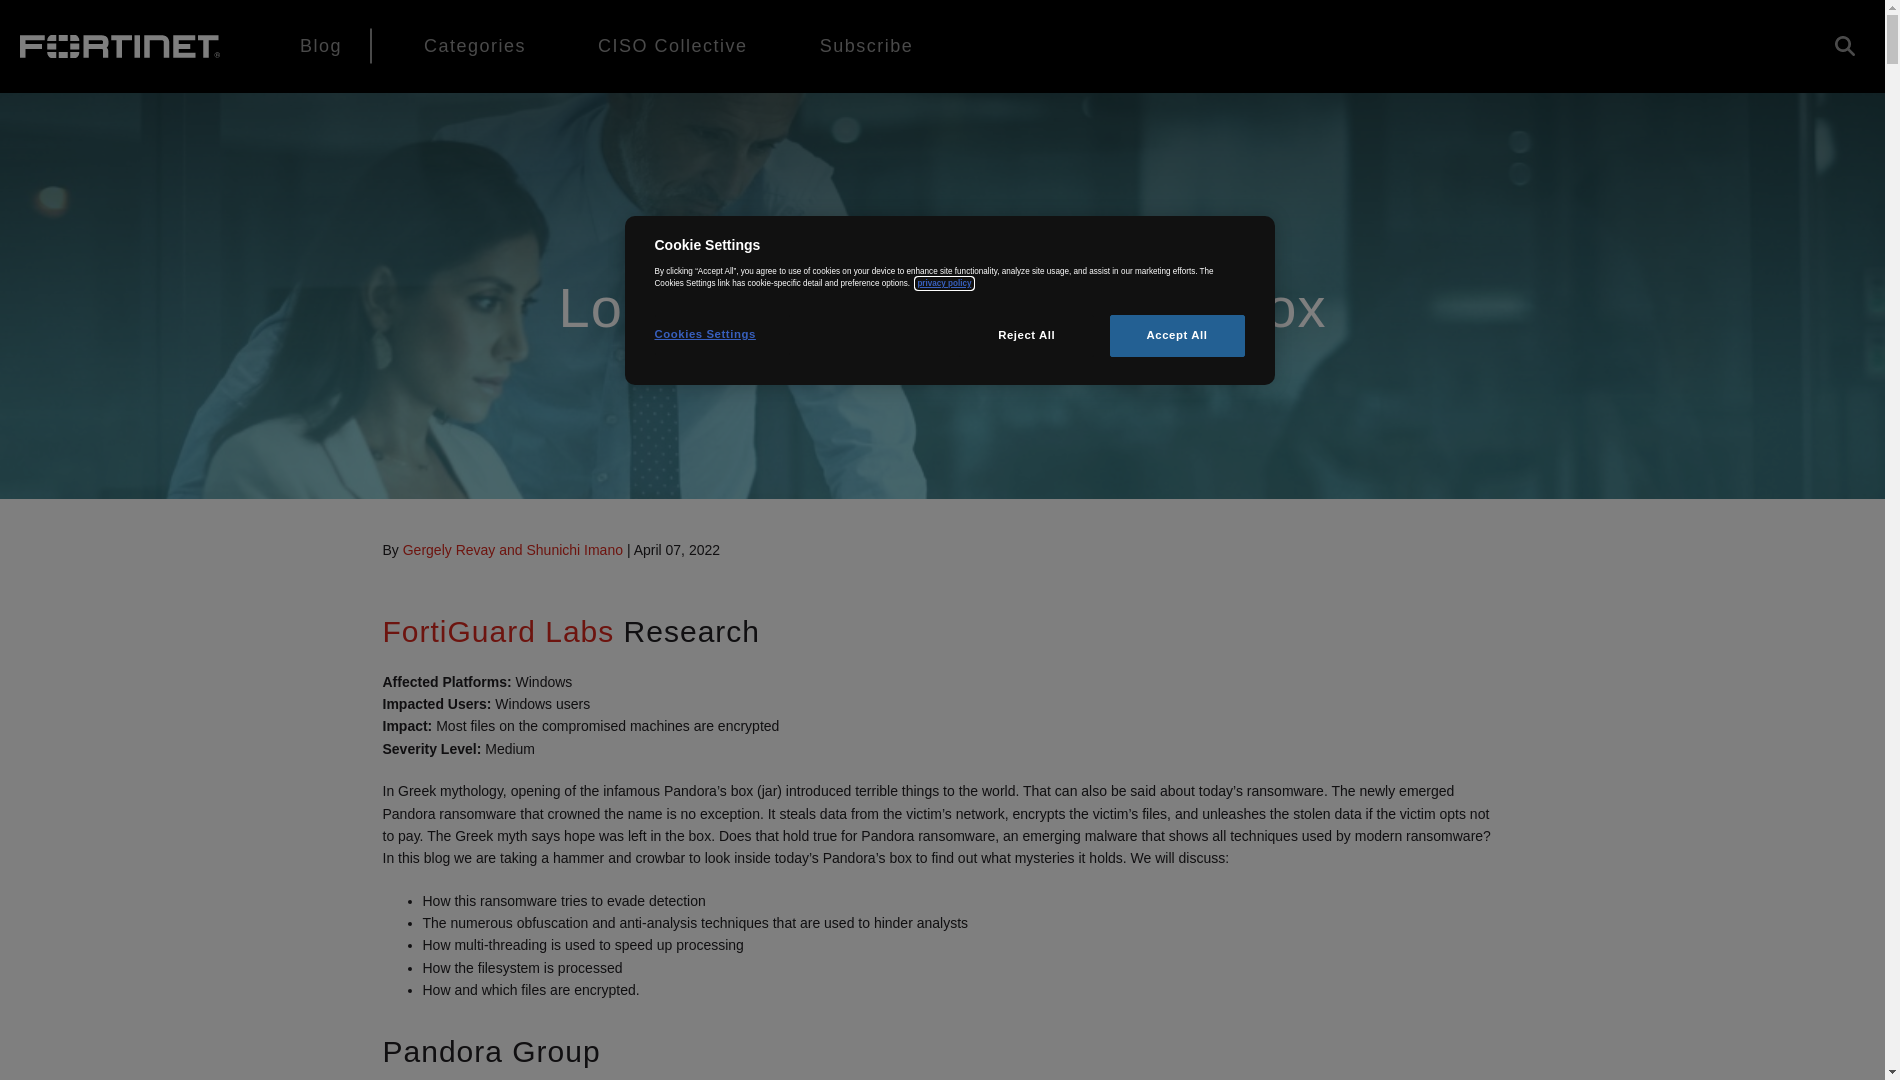 FORTINET
Blog
Categories
CISO Collective
Subscribe
Cookie Settings
By clicking “Accept All”, you agree to use of cookies on your device to enhance site functionality, analyze site usage, and assist in our marketing efforts. The
Cookies Settings link has cookie-specific detail and preference options. privacy policy
Cookies Settings
Reject All
Accept All
By Gergely Revay and Shunichi Imano | April 07, 2022
FortiGuard Labs Research
Affected Platforms: Windows
Impacted Users: Windows users
Impact: Most files on the compromised machines are encrypted
Severity Level: Medium
In Greek mythology, opening of the infamous Pandora’s box (jar) introduced terrible things to the world. That can also be said about today’s ransomware. The newly emerged
Pandora ransomware that crowned the name is no exception. It steals data from the victim’s network, encrypts the victim’s files, and unleashes the stolen data if the victim opts not
to pay. The Greek myth says hope was left in the box. Does that hold true for Pandora ransomware, an emerging malware that shows all techniques used by modern ransomware?
In this blog we are taking a hammer and crowbar to look inside today’s Pandora’s box to find out what mysteries it holds. We will discuss:
• How this ransomware tries to evade detection
• The numerous obfuscation and anti-analysis techniques that are used to hinder analysts
• How multi-threading is used to speed up processing
• How the filesystem is processed
• How and which files are encrypted.
Pandora Group